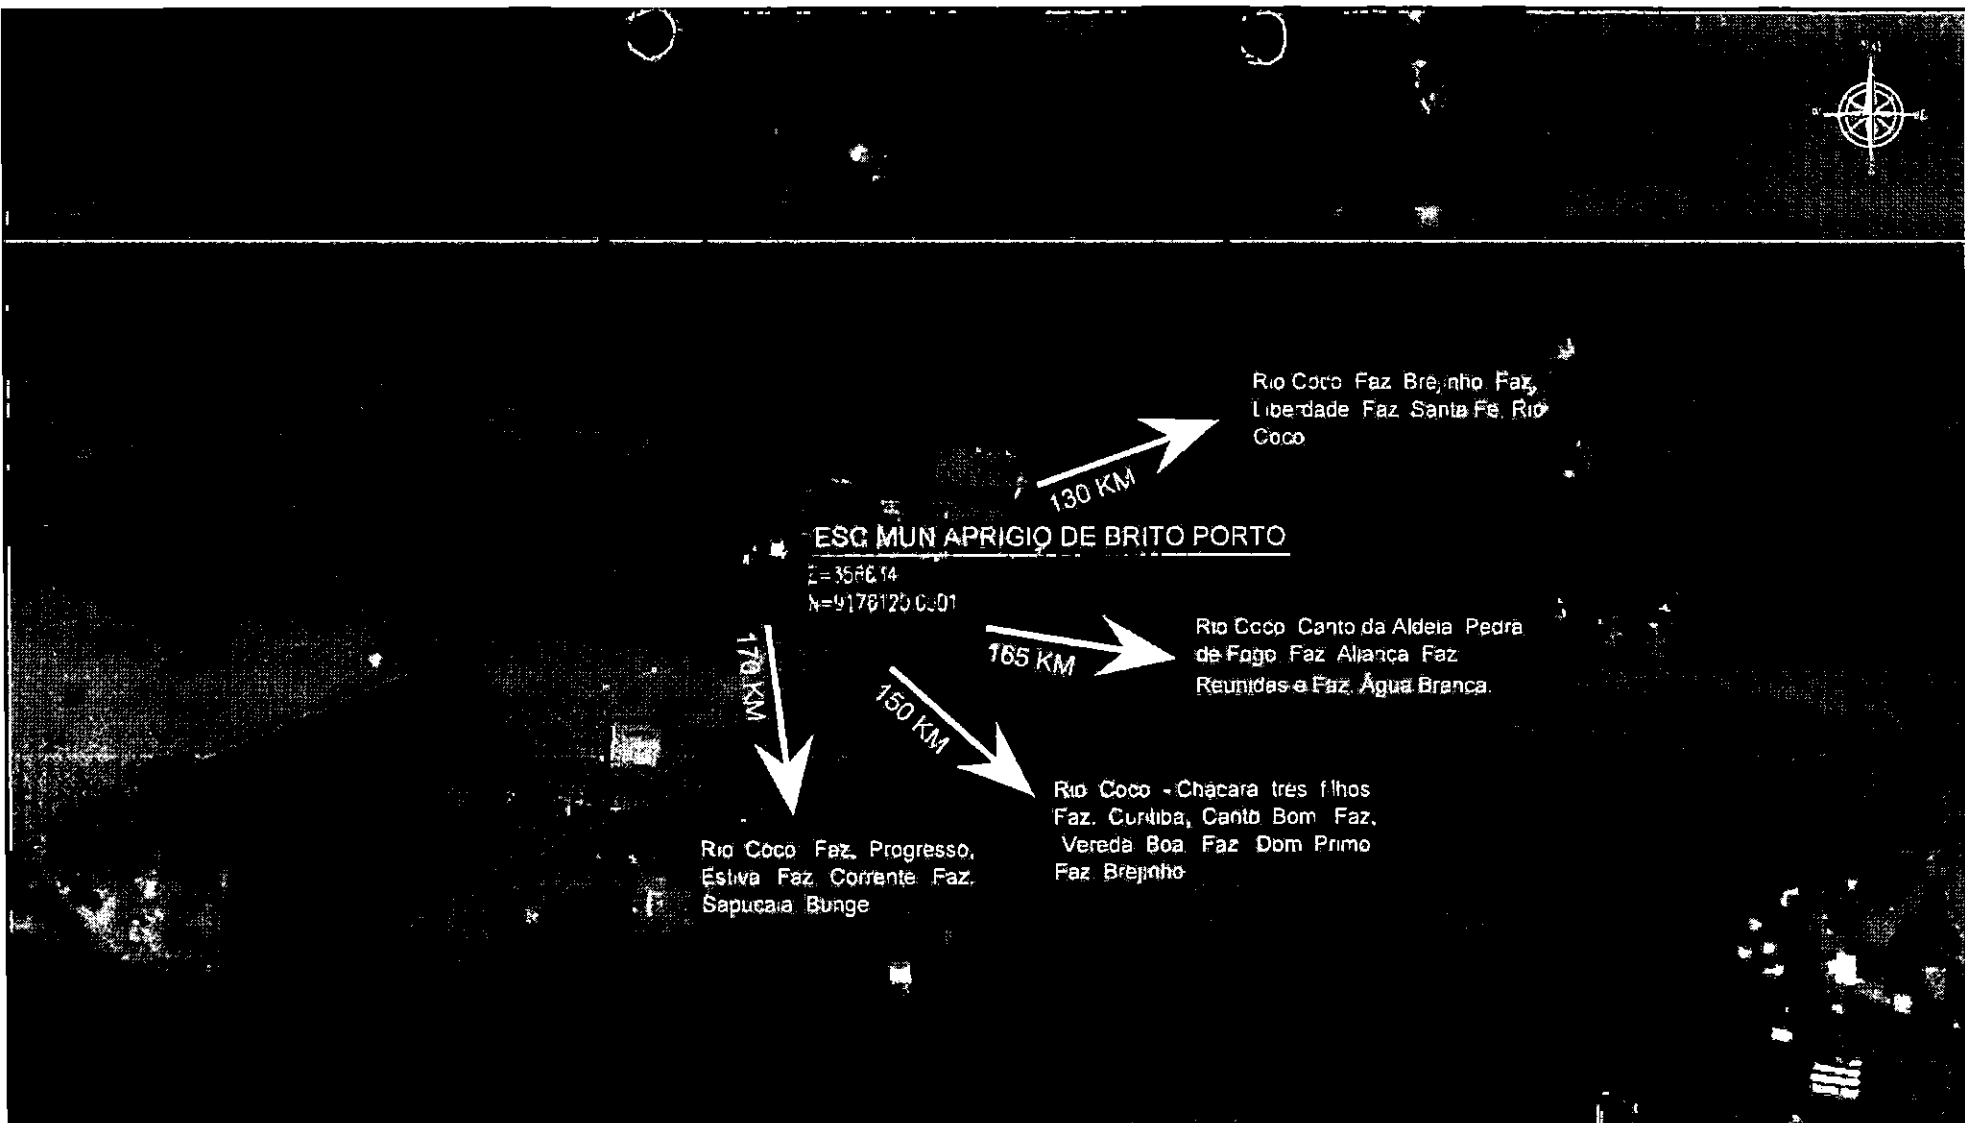 Rio Coco Faz Brejinho Faz,
Liberdade Faz Santa Fe, Rio
Coco
130 KM
ESC MUN APRIGIO DE BRITO PORTO
Rio Coco Canto da Aldeia Pedra
de Fogo Faz Aliança Faz
Reunidas e Faz Água Branca.
165 KM
170 KM
150 KM
Rio Coco - Chácara três filhos
Faz. Curitiba, Canto Bom Faz,
Vereda Boa Faz Dom Primo
Faz Brejinho
Rio Coco Faz. Progresso,
Estiva Faz Corrente Faz.
Sapucaia Bunge